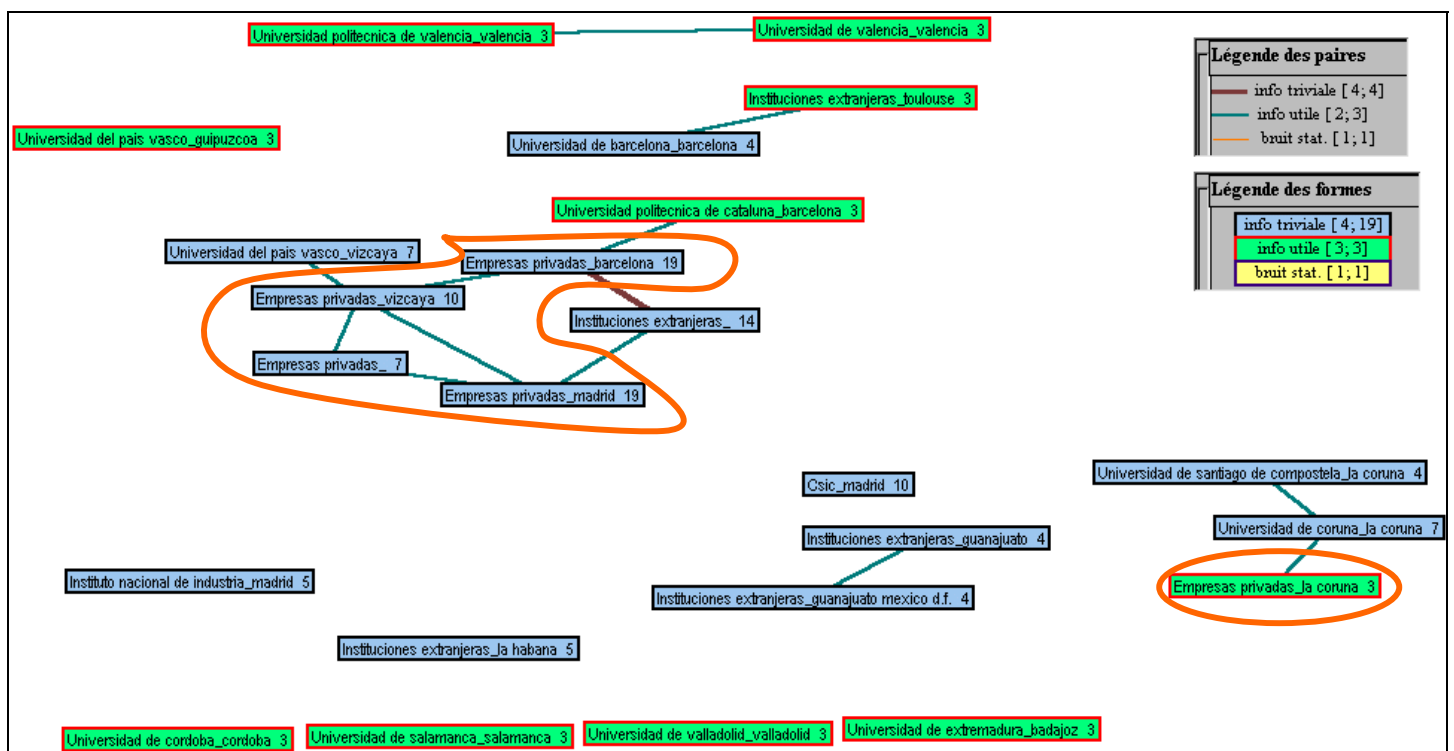 Universidad politecnica de valencia_valencia 3
Universidad de valencia_valencia 3
Légende des paires
info triviale [ 4; 4]
info utile [ 2; 3]
bruit stat. [ 1; 1]
Instituciones extranjeras_toulouse 3
Universidad del pais vasco_guipuzcoa 3
Universidad de barcelona_barcelona 4
Légende des formes
info triviale [ 4; 19]
info utile [ 3; 3]
bruit stat. [ 1; 1]
Universidad politecnica de cataluna_barcelona 3
Universidad del pais vasco_vizcaya 7
Empresas privadas_barcelona 19
Empresas privadas_vizcaya 10
Instituciones extranjeras_ 14
Empresas privadas_ 7
Empresas privadas_madrid 19
Universidad de santiago de compostela_la coruna 4
Csic_madrid 10
Universidad de coruna_la coruna 7
Instituciones extranjeras_guanajuato 4
Instituto nacional de industria_madrid 5
Empresas privadas_la coruna 3
Instituciones extranjeras_guanajuato mexico d.f. 4
Instituciones extranjeras_la habana 5
Universidad de cordoba_cordoba 3
Universidad de salamanca_salamanca 3
Universidad de valladolid_valladolid 3
Universidad de extremadura_badajoz 3